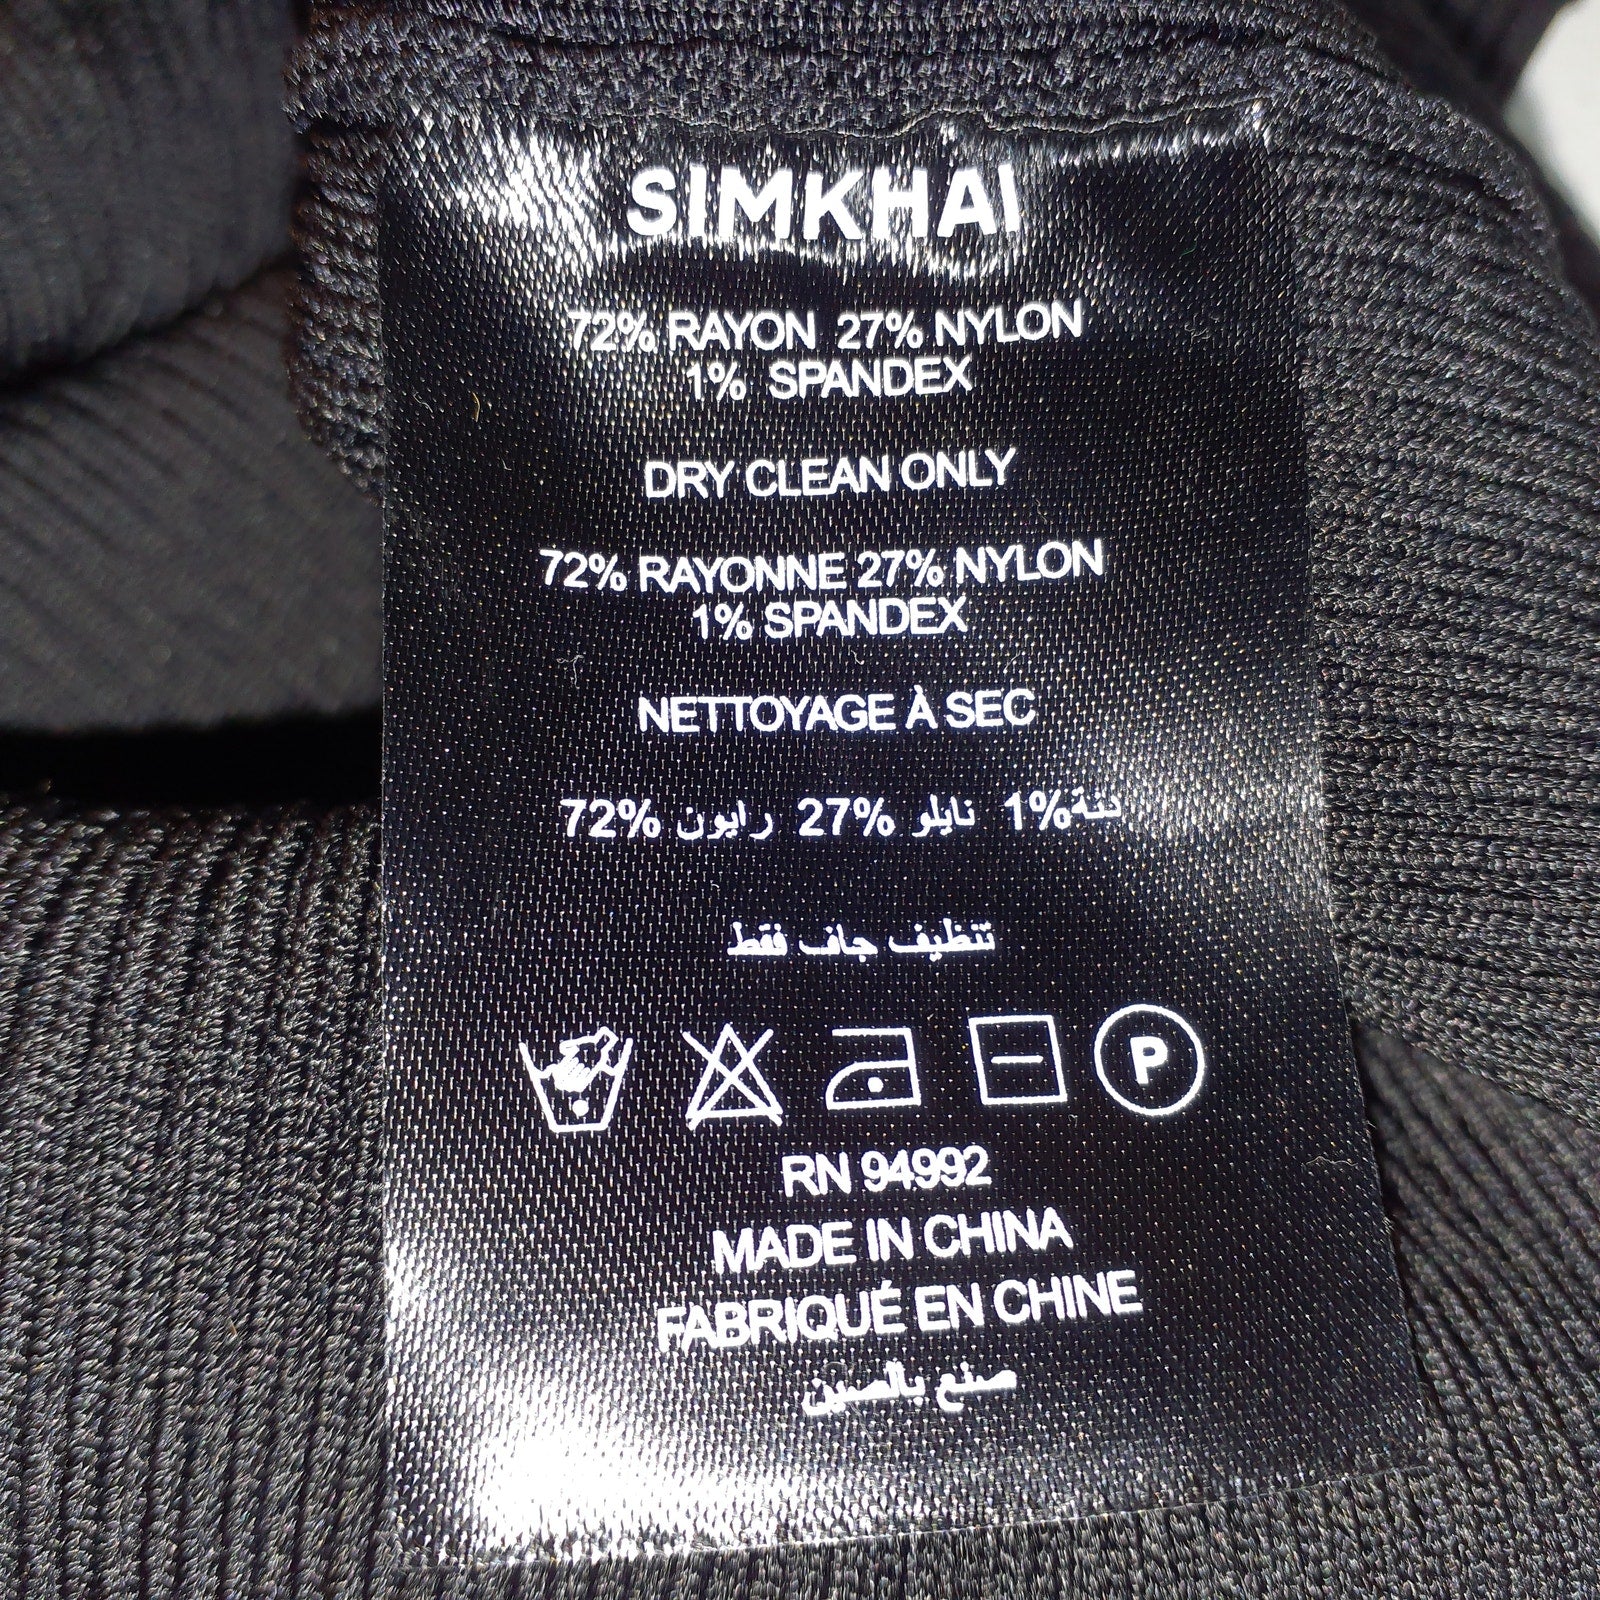 SIMKHAI
72% RAYON 27% NYLON
1% SPANDEX
DRY CLEAN ONLY
72% RAYONNE 27% NYLON
1% SPANDEX
NETTOYAGE À SEC
72% رايون 27% نايلو 1%
تنظيف جاف فقط
P
RN 94992
MADE IN CHINA
FABRIQUÉ EN CHINE
صنع بالصين